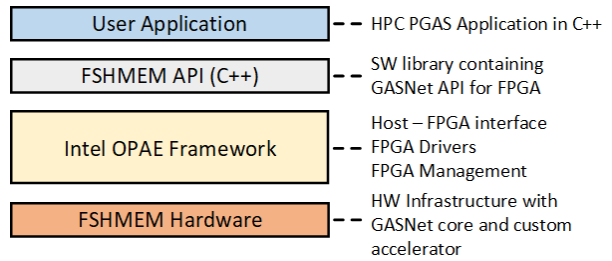 User Application
HPC PGAS Application in C++
FSHMEM API (C++)
SW library containing
GASNet API for FPGA
Intel OPAE Framework
Host – FPGA interface
FPGA Drivers
FPGA Management
FSHMEM Hardware
HW Infrastructure with
GASNet core and custom
accelerator